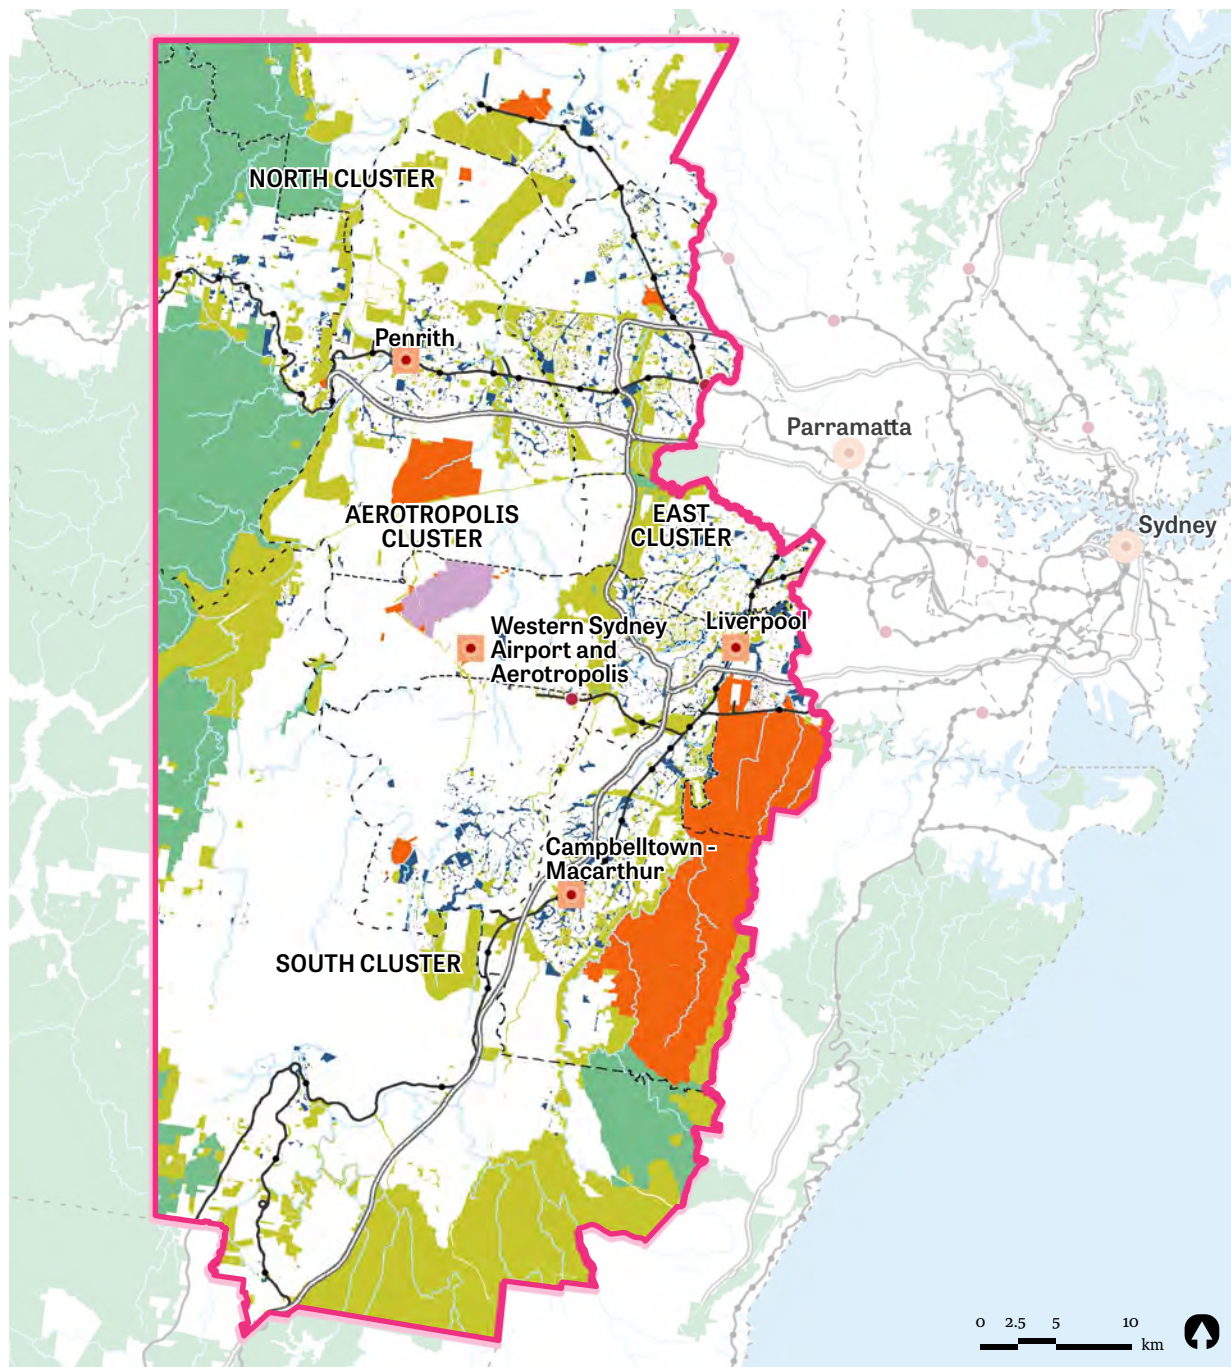 NORTH CLUSTER
Penrith
Parramatta
AEROTROPOLIS
CLUSTER
EAST
CLUSTER
Sydney
Western Sydney
Airport and
Aerotropolis
Liverpool
Campbelltown -
Macarthur
SOUTH CLUSTER
0 2.5 5 10
km